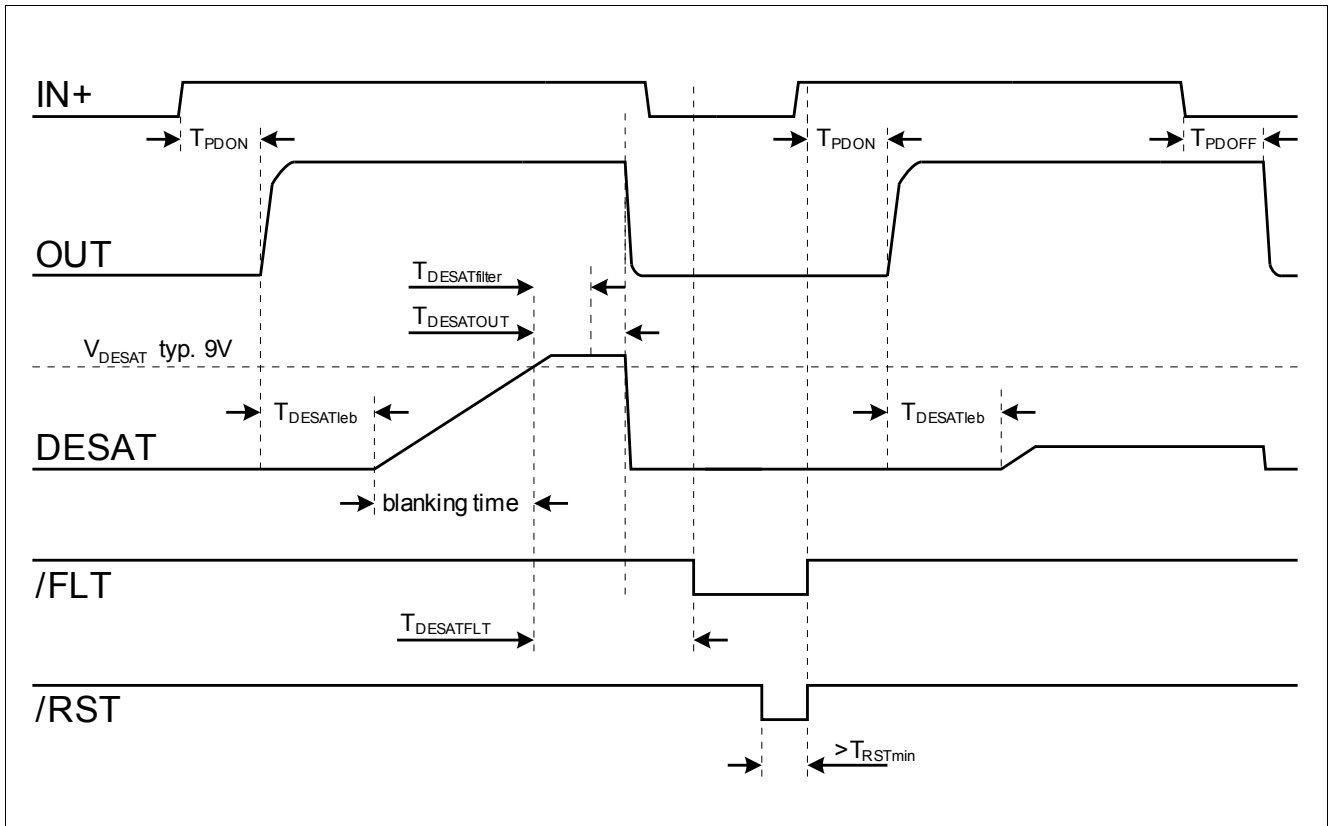 IN+
TPDON
TPDON
TPDOFF
OUT
TDESATfilter
TDESATOUT
VDESAT typ. 9V
TDESATleb
TDESATleb
DESAT
blanking time
/FLT
TDESATFLT
/RST
>TRSTmin